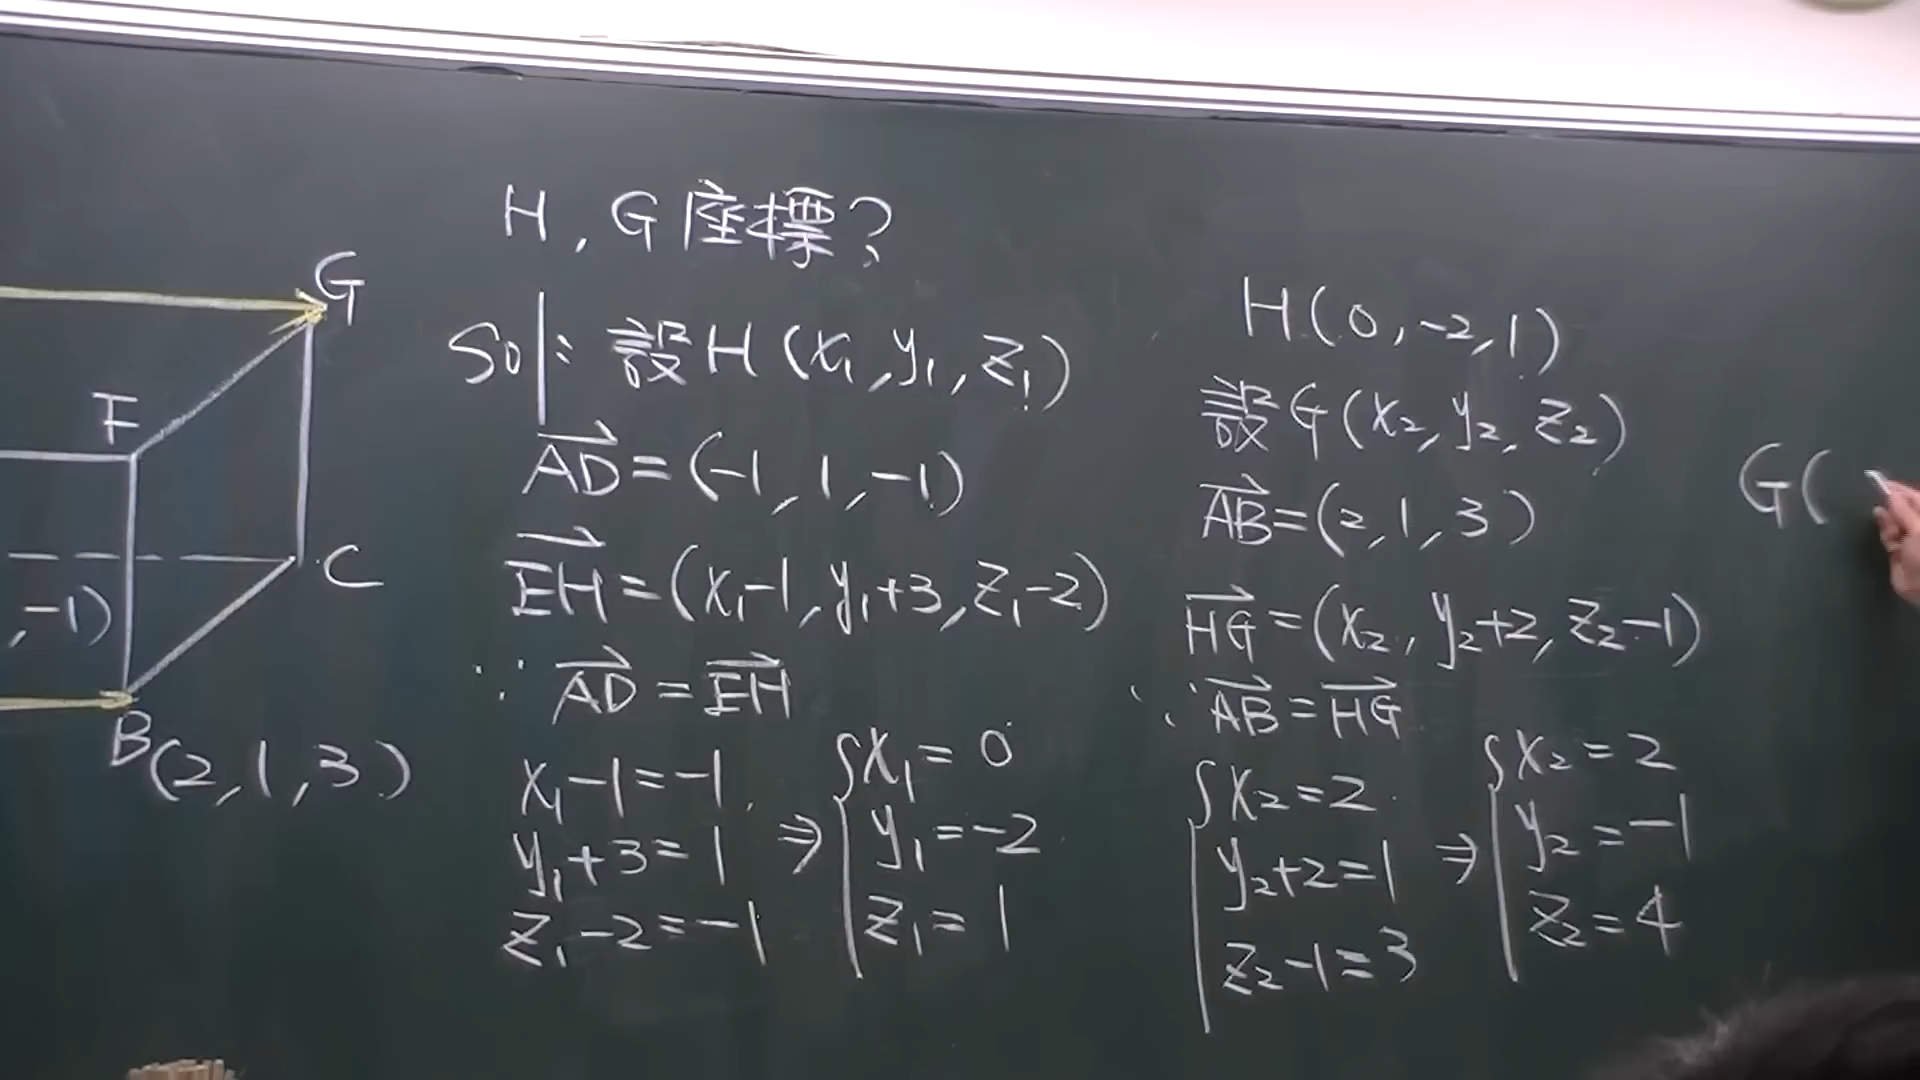 H, G座標?
G
F
C
,-1)
B(2,1,3)
Sol: 設H(x₁,y₁,z₁)
→AD=(-1,1,-1)
→EH=(x₁-1,y₁+3,z₁-2)
∵ →AD=→EH
x₁-1=-1
y₁+3=1
z₁-2=-1
⇒ {x₁=0
y₁=-2
z₁=1
H(0,-2,1)
設G(x₂,y₂,z₂)
→AB=(2,1,3)
→HG=(x₂,y₂+2,z₂-1)
∵ →AB=→HG
{x₂=2
y₂+2=1
z₂-1=3
⇒ {x₂=2
y₂=-1
z₂=4
G(